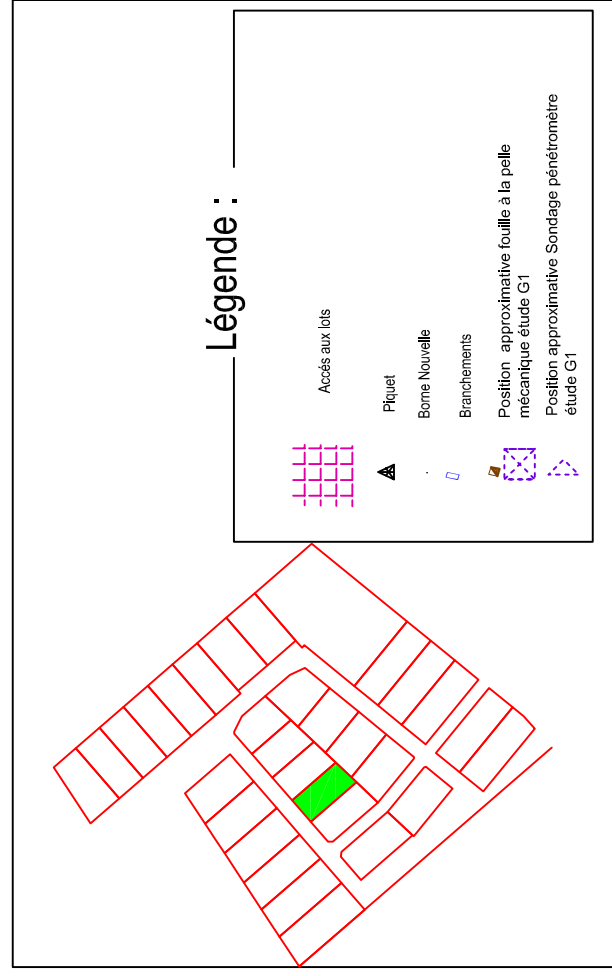 Légende :
Accés aux lots
Piquet
Borne Nouvelle
Branchements
Position approximative fouille à la pelle
mécanique étude G1
Position approximative Sondage pénétromètre
étude G1